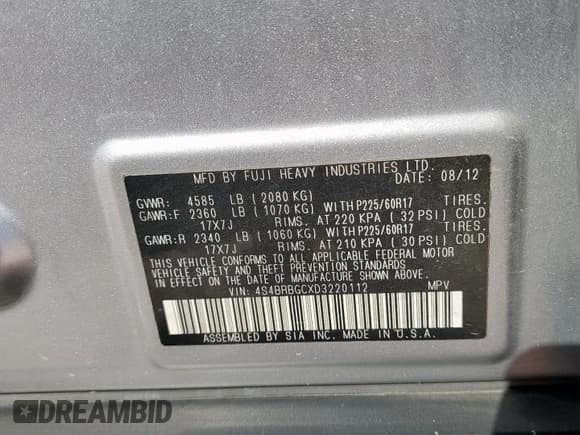 MFD BY FUJI HEAVY INDUSTRIES LTD.
DATE: 08/12
GVWR: 4585 LB (2080 KG)
GAWR:F 2360 LB (1070 KG) WITH P225/60R17 TIRES.
17X7J RIMS. AT 220 KPA (32 PSI) COLD
GAWR:R 2340 LB (1060 KG) WITH P225/60R17 TIRES.
17X7J RIMS. AT 210 KPA (30 PSI) COLD
THIS VEHICLE CONFORMS TO ALL APPLICABLE FEDERAL MOTOR
VEHICLE SAFETY AND BUMPER AND THEFT PREVENTION STANDARDS
IN EFFECT ON THE DATE OF MANUFACTURE SHOWN ABOVE.
VIN: 4S4BRBGCXD3220112 MPV
ASSEMBLED BY SIA INC. MADE IN U.S.A.
DREAMBID